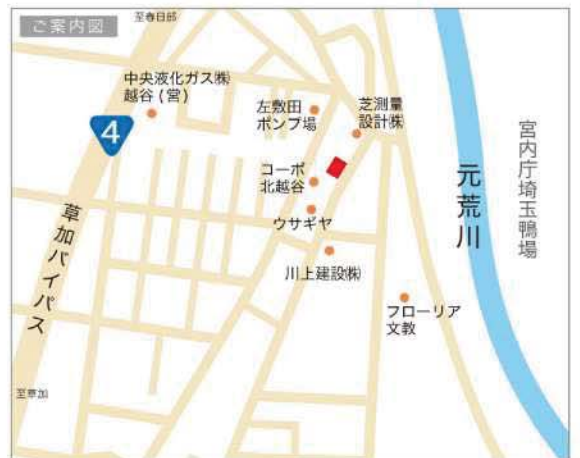 ご案内図
至春日部
中央液化ガス㈱
越谷(営)
4
左敷田
ポンプ場
芝測量
設計㈱
コーポ
北越谷
ウサギヤ
川上建設㈱
フローリア
文教
元荒川
宮内庁埼玉鴨場
草加バイパス
至草加